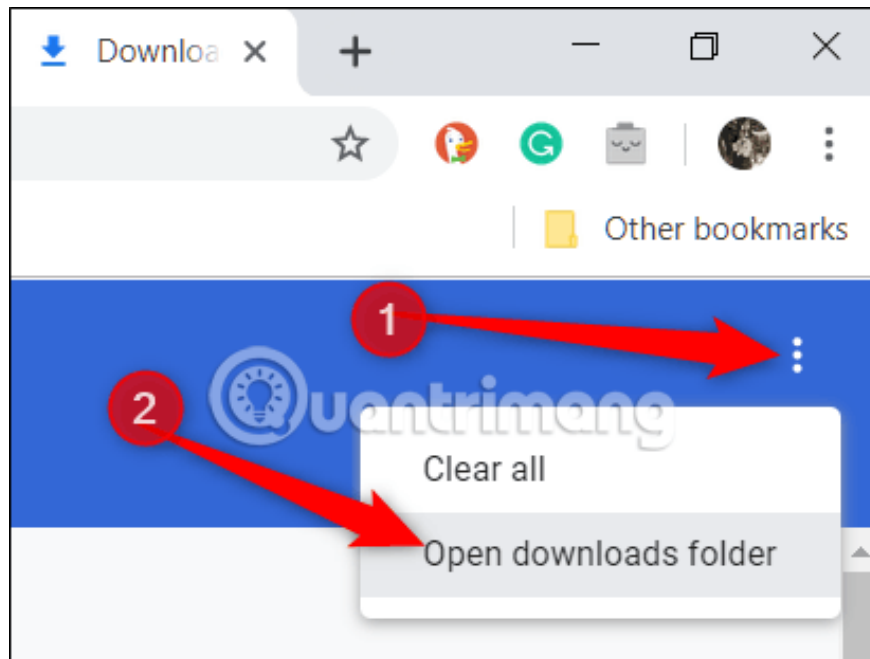 Downloa
Other bookmarks
1
2
Quantrimang
Clear all
Open downloads folder